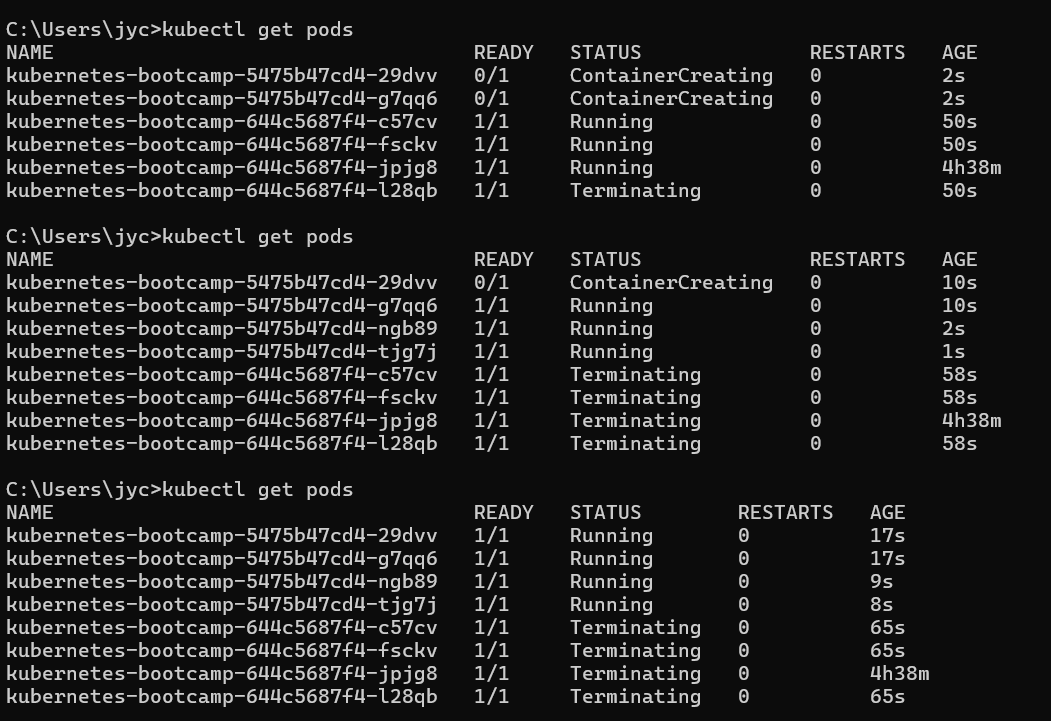 C:\Users\jyc>kubectl get pods
NAME READY STATUS RESTARTS AGE
kubernetes-bootcamp-5475b47cd4-29dvv 0/1 ContainerCreating 0 2s
kubernetes-bootcamp-5475b47cd4-g7qq6 0/1 ContainerCreating 0 2s
kubernetes-bootcamp-644c5687f4-c57cv 1/1 Running 0 50s
kubernetes-bootcamp-644c5687f4-fsckv 1/1 Running 0 50s
kubernetes-bootcamp-644c5687f4-jpjg8 1/1 Running 0 4h38m
kubernetes-bootcamp-644c5687f4-l28qb 1/1 Terminating 0 50s
C:\Users\jyc>kubectl get pods
NAME READY STATUS RESTARTS AGE
kubernetes-bootcamp-5475b47cd4-29dvv 0/1 ContainerCreating 0 10s
kubernetes-bootcamp-5475b47cd4-g7qq6 1/1 Running 0 10s
kubernetes-bootcamp-5475b47cd4-ngb89 1/1 Running 0 2s
kubernetes-bootcamp-5475b47cd4-tjg7j 1/1 Running 0 1s
kubernetes-bootcamp-644c5687f4-c57cv 1/1 Terminating 0 58s
kubernetes-bootcamp-644c5687f4-fsckv 1/1 Terminating 0 58s
kubernetes-bootcamp-644c5687f4-jpjg8 1/1 Terminating 0 4h38m
kubernetes-bootcamp-644c5687f4-l28qb 1/1 Terminating 0 58s
C:\Users\jyc>kubectl get pods
NAME READY STATUS RESTARTS AGE
kubernetes-bootcamp-5475b47cd4-29dvv 1/1 Running 0 17s
kubernetes-bootcamp-5475b47cd4-g7qq6 1/1 Running 0 17s
kubernetes-bootcamp-5475b47cd4-ngb89 1/1 Running 0 9s
kubernetes-bootcamp-5475b47cd4-tjg7j 1/1 Running 0 8s
kubernetes-bootcamp-644c5687f4-c57cv 1/1 Terminating 0 65s
kubernetes-bootcamp-644c5687f4-fsckv 1/1 Terminating 0 65s
kubernetes-bootcamp-644c5687f4-jpjg8 1/1 Terminating 0 4h38m
kubernetes-bootcamp-644c5687f4-l28qb 1/1 Terminating 0 65s